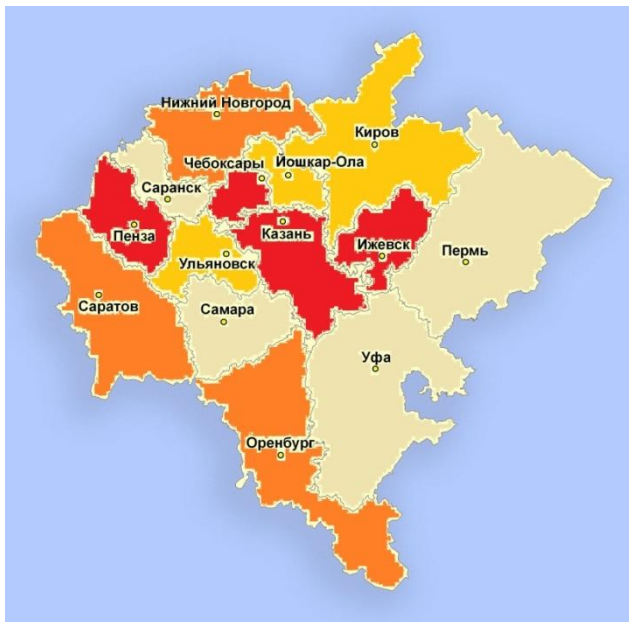 Нижний Новгород
Киров
Чебоксары
Йошкар-Ола
Саранск
Пенза
Казань
Ижевск
Пермь
Ульяновск
Саратов
Самара
Уфа
Оренбург